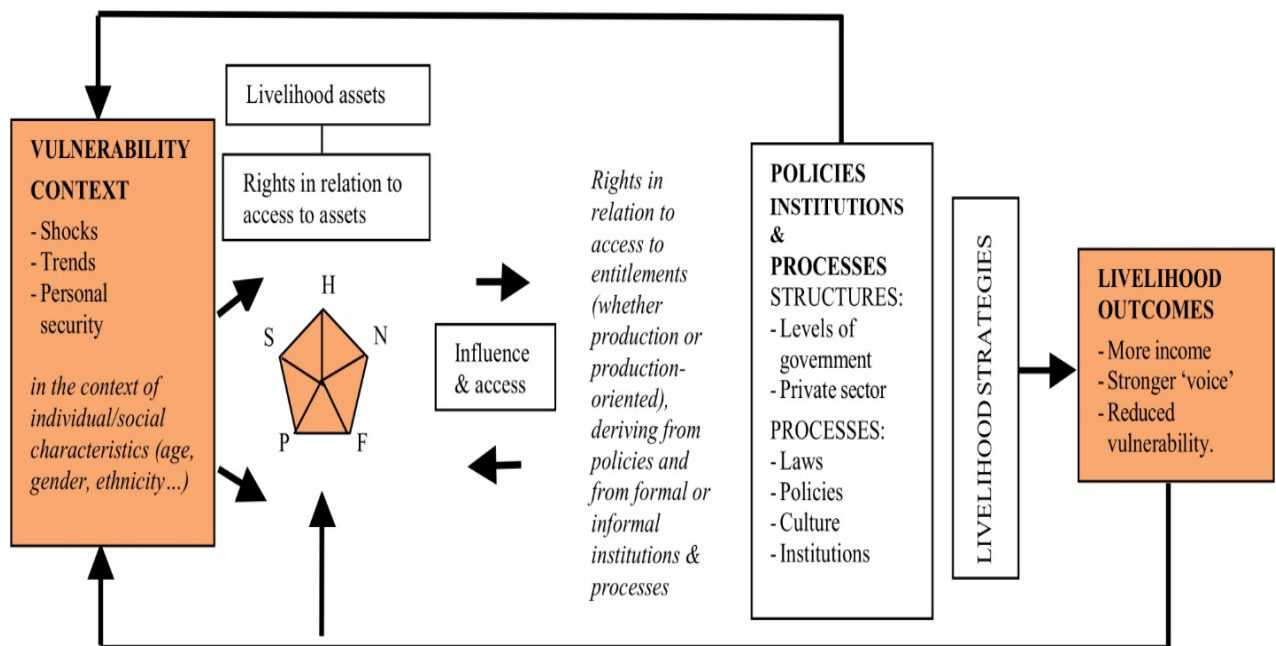 VULNERABILITY
CONTEXT
- Shocks
- Trends
- Personal
security
in the context of
individual/social
characteristics (age,
gender, ethnicity…)
Livelihood assets
Rights in relation to
access to assets
H
S
N
P
F
Influence
& access
Rights in
relation to
access to
entitlements
(whether
production or
production-
oriented),
deriving from
policies and
from formal or
informal
institutions &
processes
POLICIES
INSTITUTIONS
&
PROCESSES
STRUCTURES:
- Levels of
government
- Private sector
PROCESSES:
- Laws
- Policies
- Culture
- Institutions
LIVELIHOOD STRATEGIES
LIVELIHOOD
OUTCOMES
- More income
- Stronger ‘voice’
- Reduced
vulnerability.